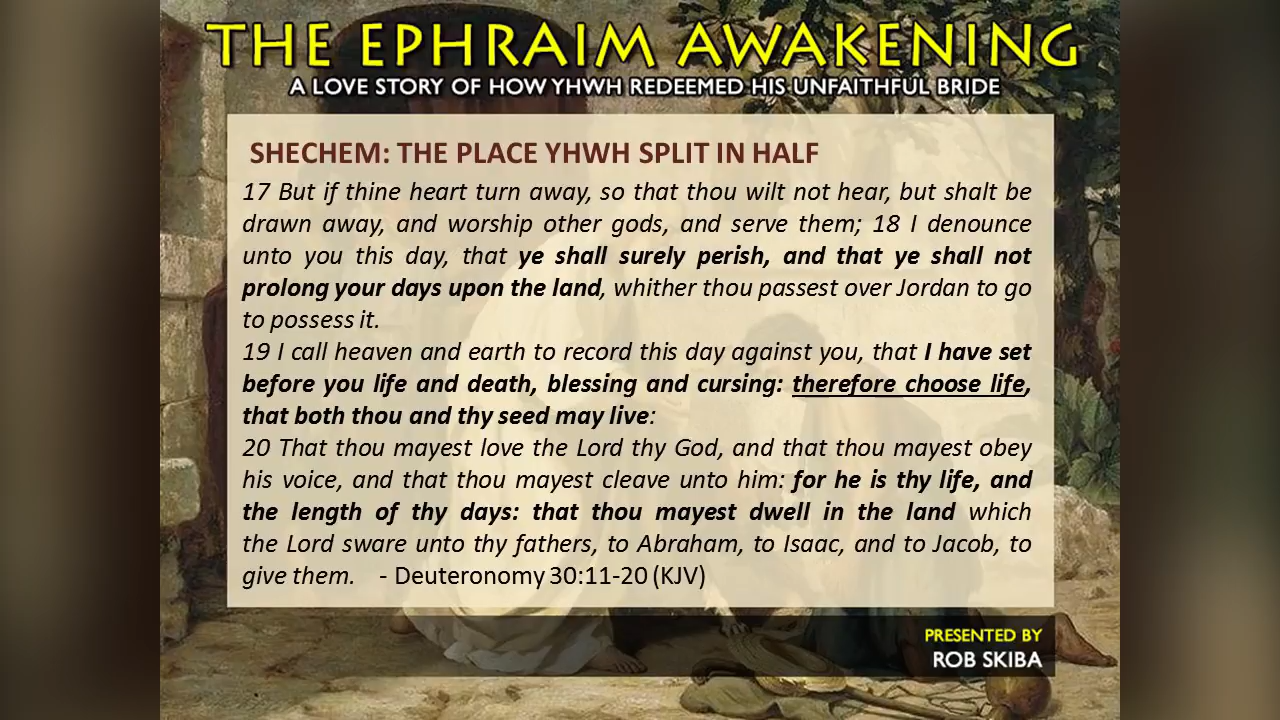 THE EPHRAIM AWAKENING
A LOVE STORY OF HOW YHWH REDEEMED HIS UNFAITHFUL BRIDE
SHECHEM: THE PLACE YHWH SPLIT IN HALF
17 But if thine heart turn away, so that thou wilt not hear, but shalt be
drawn away, and worship other gods, and serve them; 18 I denounce
unto you this day, that ye shall surely perish, and that ye shall not
prolong your days upon the land, whither thou passest over Jordan to go
to possess it.
19 I call heaven and earth to record this day against you, that I have set
before you life and death, blessing and cursing: therefore choose life,
that both thou and thy seed may live:
20 That thou mayest love the Lord thy God, and that thou mayest obey
his voice, and that thou mayest cleave unto him: for he is thy life, and
the length of thy days: that thou mayest dwell in the land which
the Lord sware unto thy fathers, to Abraham, to Isaac, and to Jacob, to
give them. - Deuteronomy 30:11-20 (KJV)
PRESENTED BY
ROB SKIBA